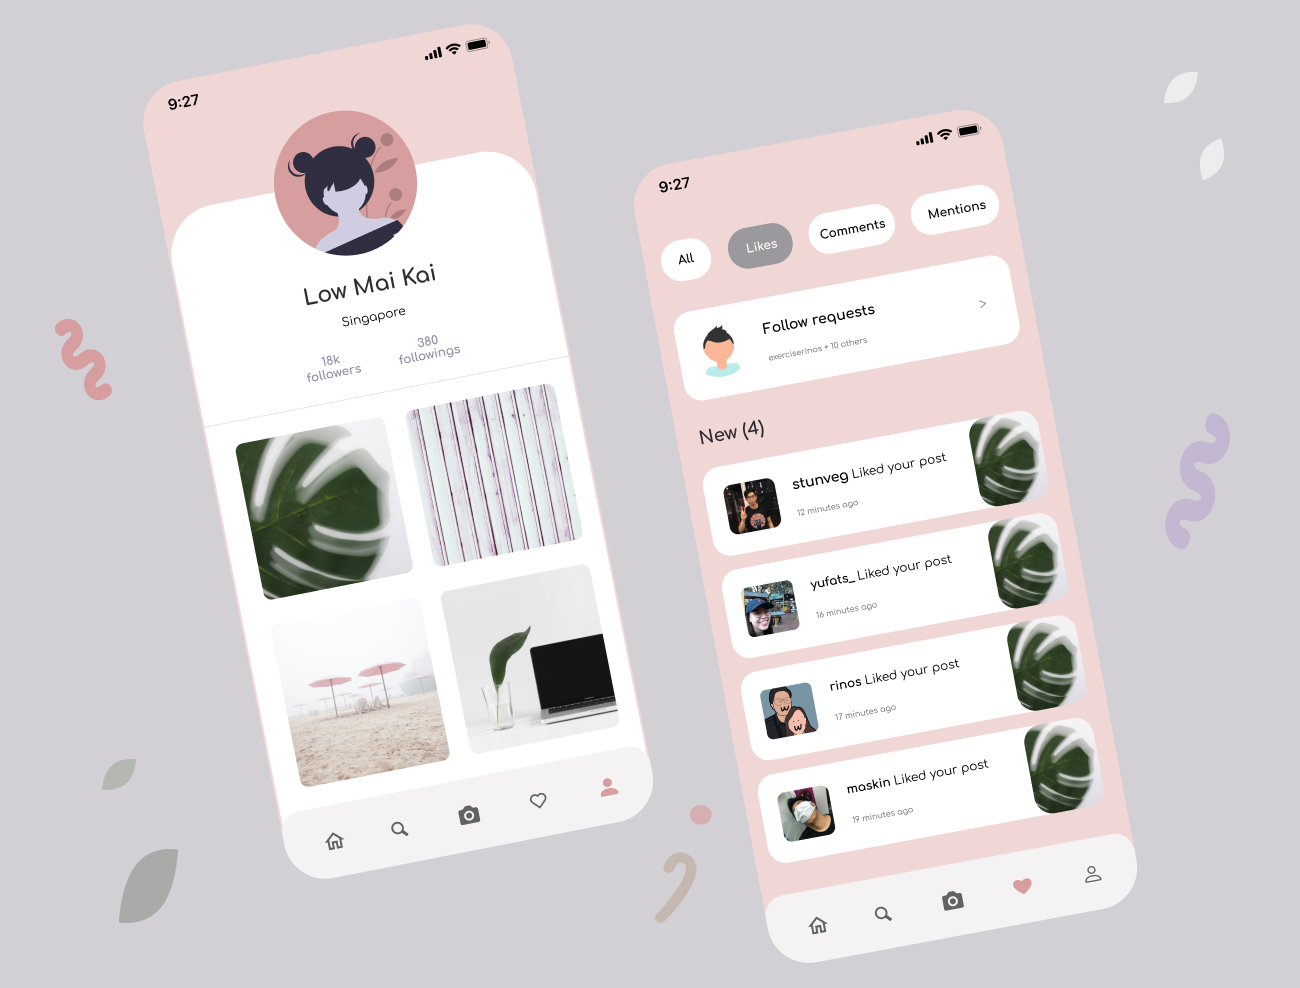 9:27
Low Mai Kai
Singapore
18k
followers
380
followings
9:27
All
Likes
Comments
Mentions
Follow requests
exerciserinos + 10 others
>
New (4)
stunveg Liked your post
12 minutes ago
yufats_ Liked your post
16 minutes ago
rinos Liked your post
17 minutes ago
maskin Liked your post
19 minutes ago